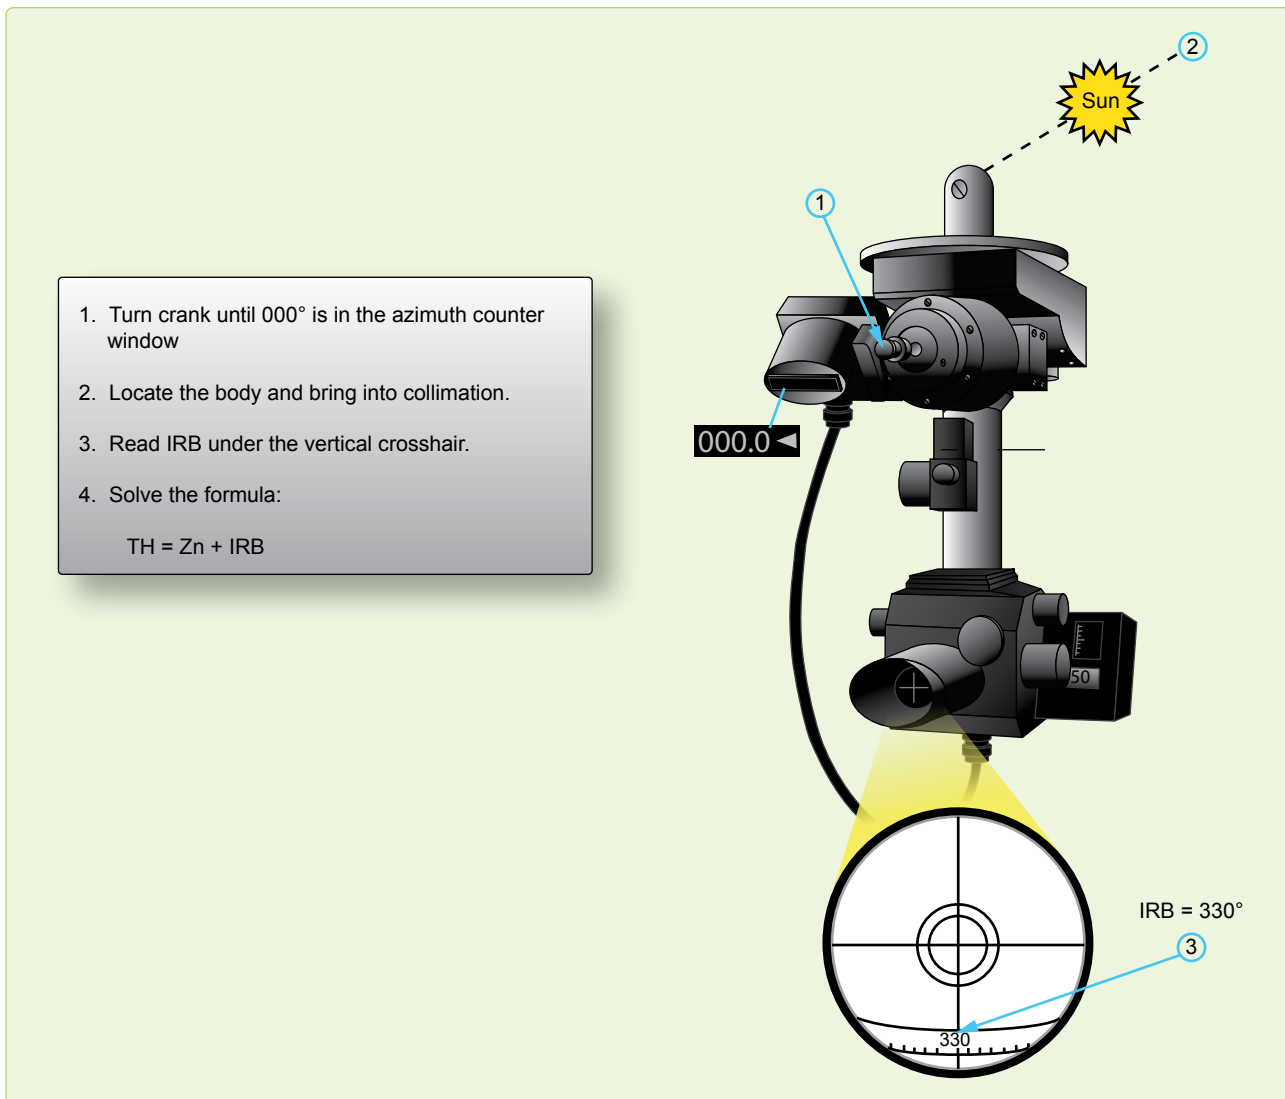 2
Sun
1
1. Turn crank until 000° is in the azimuth counter
window
2. Locate the body and bring into collimation.
3. Read IRB under the vertical crosshair.
4. Solve the formula:
TH = Zn + IRB
000.0
50
IRB = 330°
3
330